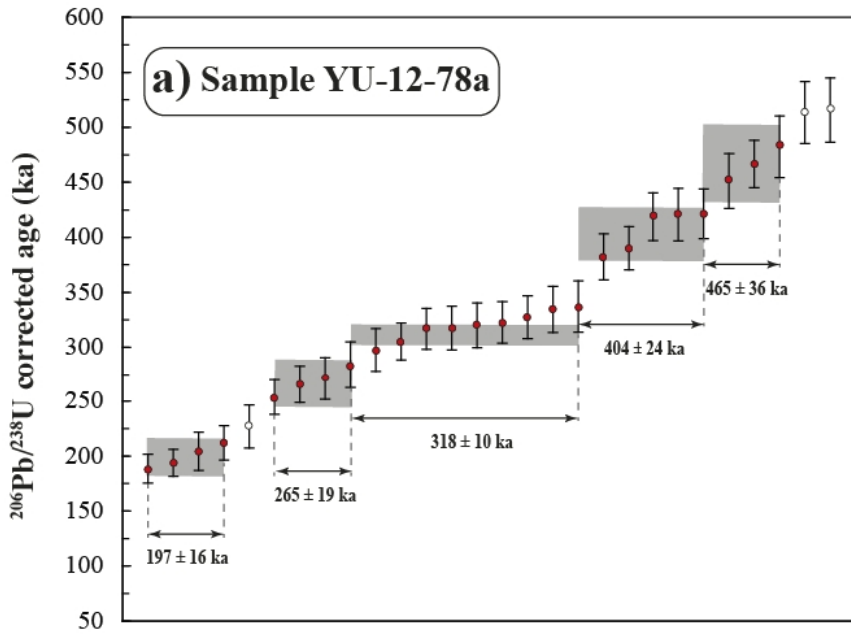 a) Sample YU-12-78a
206Pb/238U corrected age (ka)
600
550
500
450
400
350
300
250
200
150
100
50
465 ± 36 ka
404 ± 24 ka
318 ± 10 ka
265 ± 19 ka
197 ± 16 ka